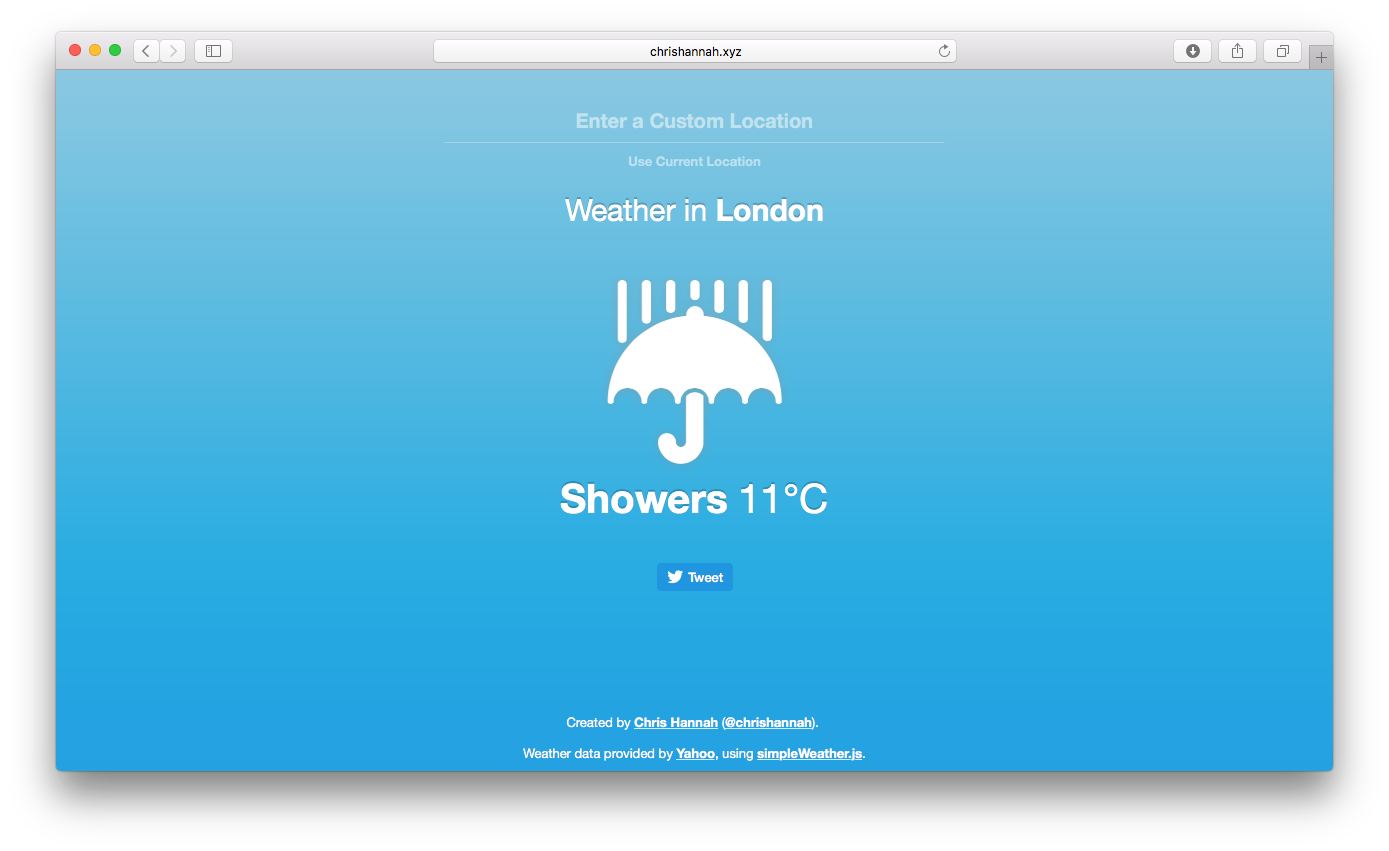 chrishannah.xyz
Enter a Custom Location
Use Current Location
Weather in London
Showers 11°C
Tweet
Created by Chris Hannah (@chrishannah).
Weather data provided by Yahoo, using simpleWeather.js.